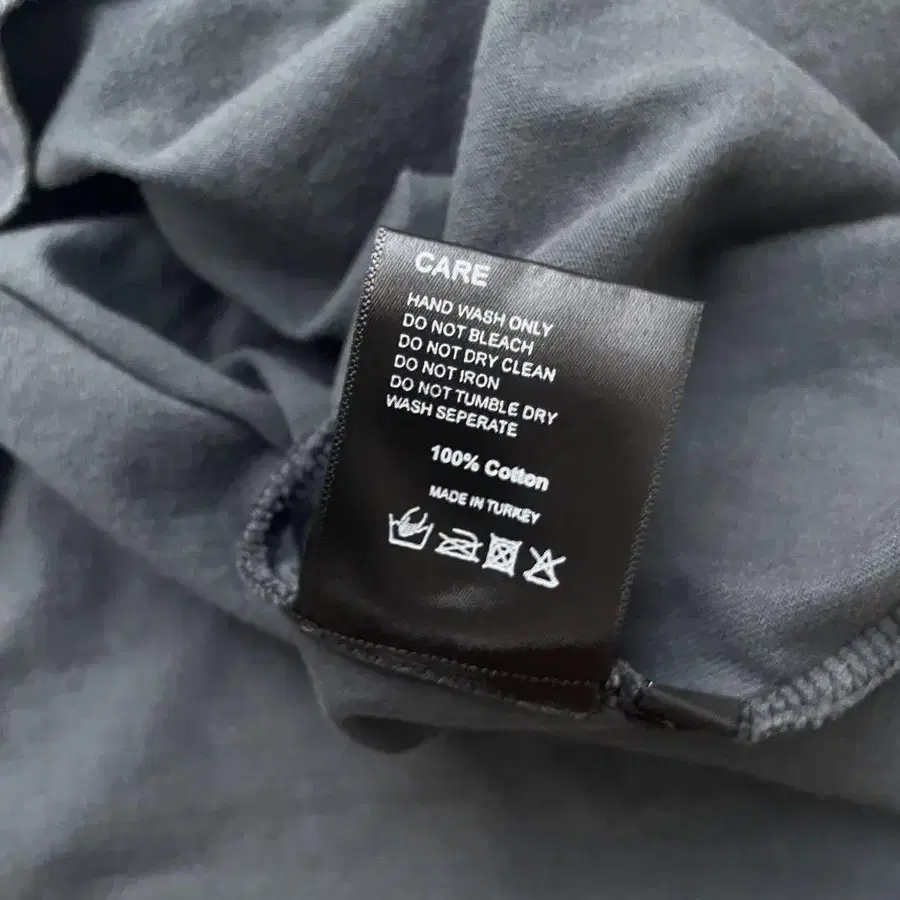 CARE
HAND WASH ONLY
DO NOT BLEACH
DO NOT DRY CLEAN
DO NOT IRON
DO NOT TUMBLE DRY
WASH SEPERATE
100% Cotton
MADE IN TURKEY